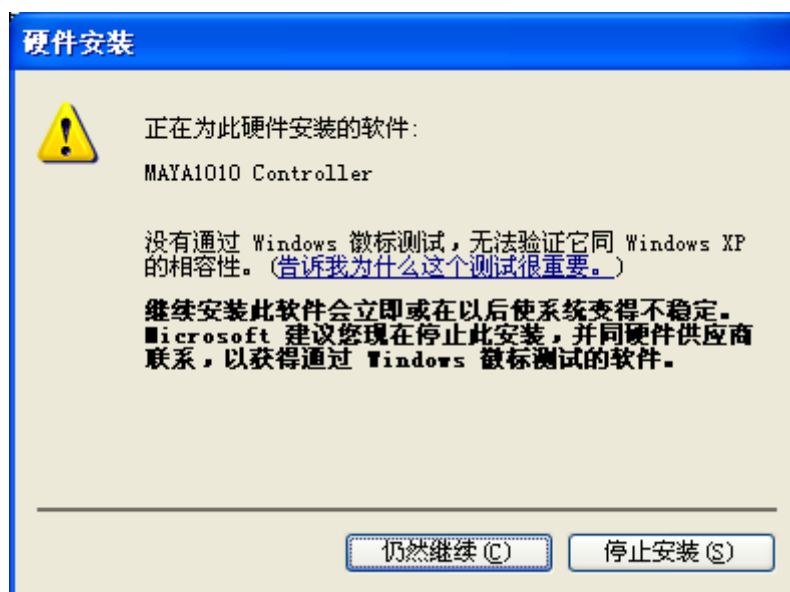 硬件安装
正在为此硬件安装的软件:
MAYA1010 Controller
没有通过 Windows 徽标测试，无法验证它同 Windows XP
的相容性。(告诉我为什么这个测试很重要。)
继续安装此软件会立即或在以后使系统变得不稳定。
Microsoft 建议您现在停止此安装，并同硬件供应商
联系，以获得通过 Windows 徽标测试的软件。
仍然继续(C)
停止安装(S)